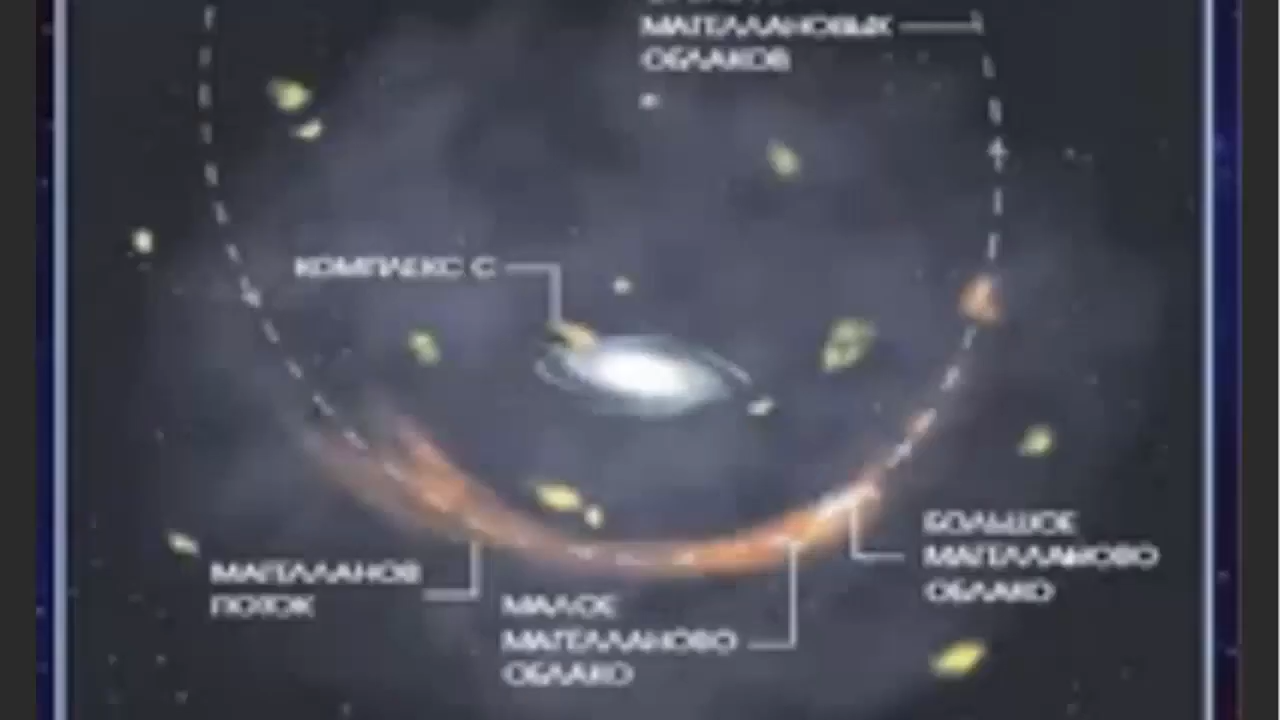 МАГЕЛЛАНОВЫХ
ОБЛАКОВ
КОМПЛЕКС С
БОЛЬШОЕ
МАГЕЛЛАНОВО
ОБЛАКО
МАГЕЛЛАНОВ
ПОТОК
МАЛОЕ
МАГЕЛЛАНОВО
ОБЛАКО